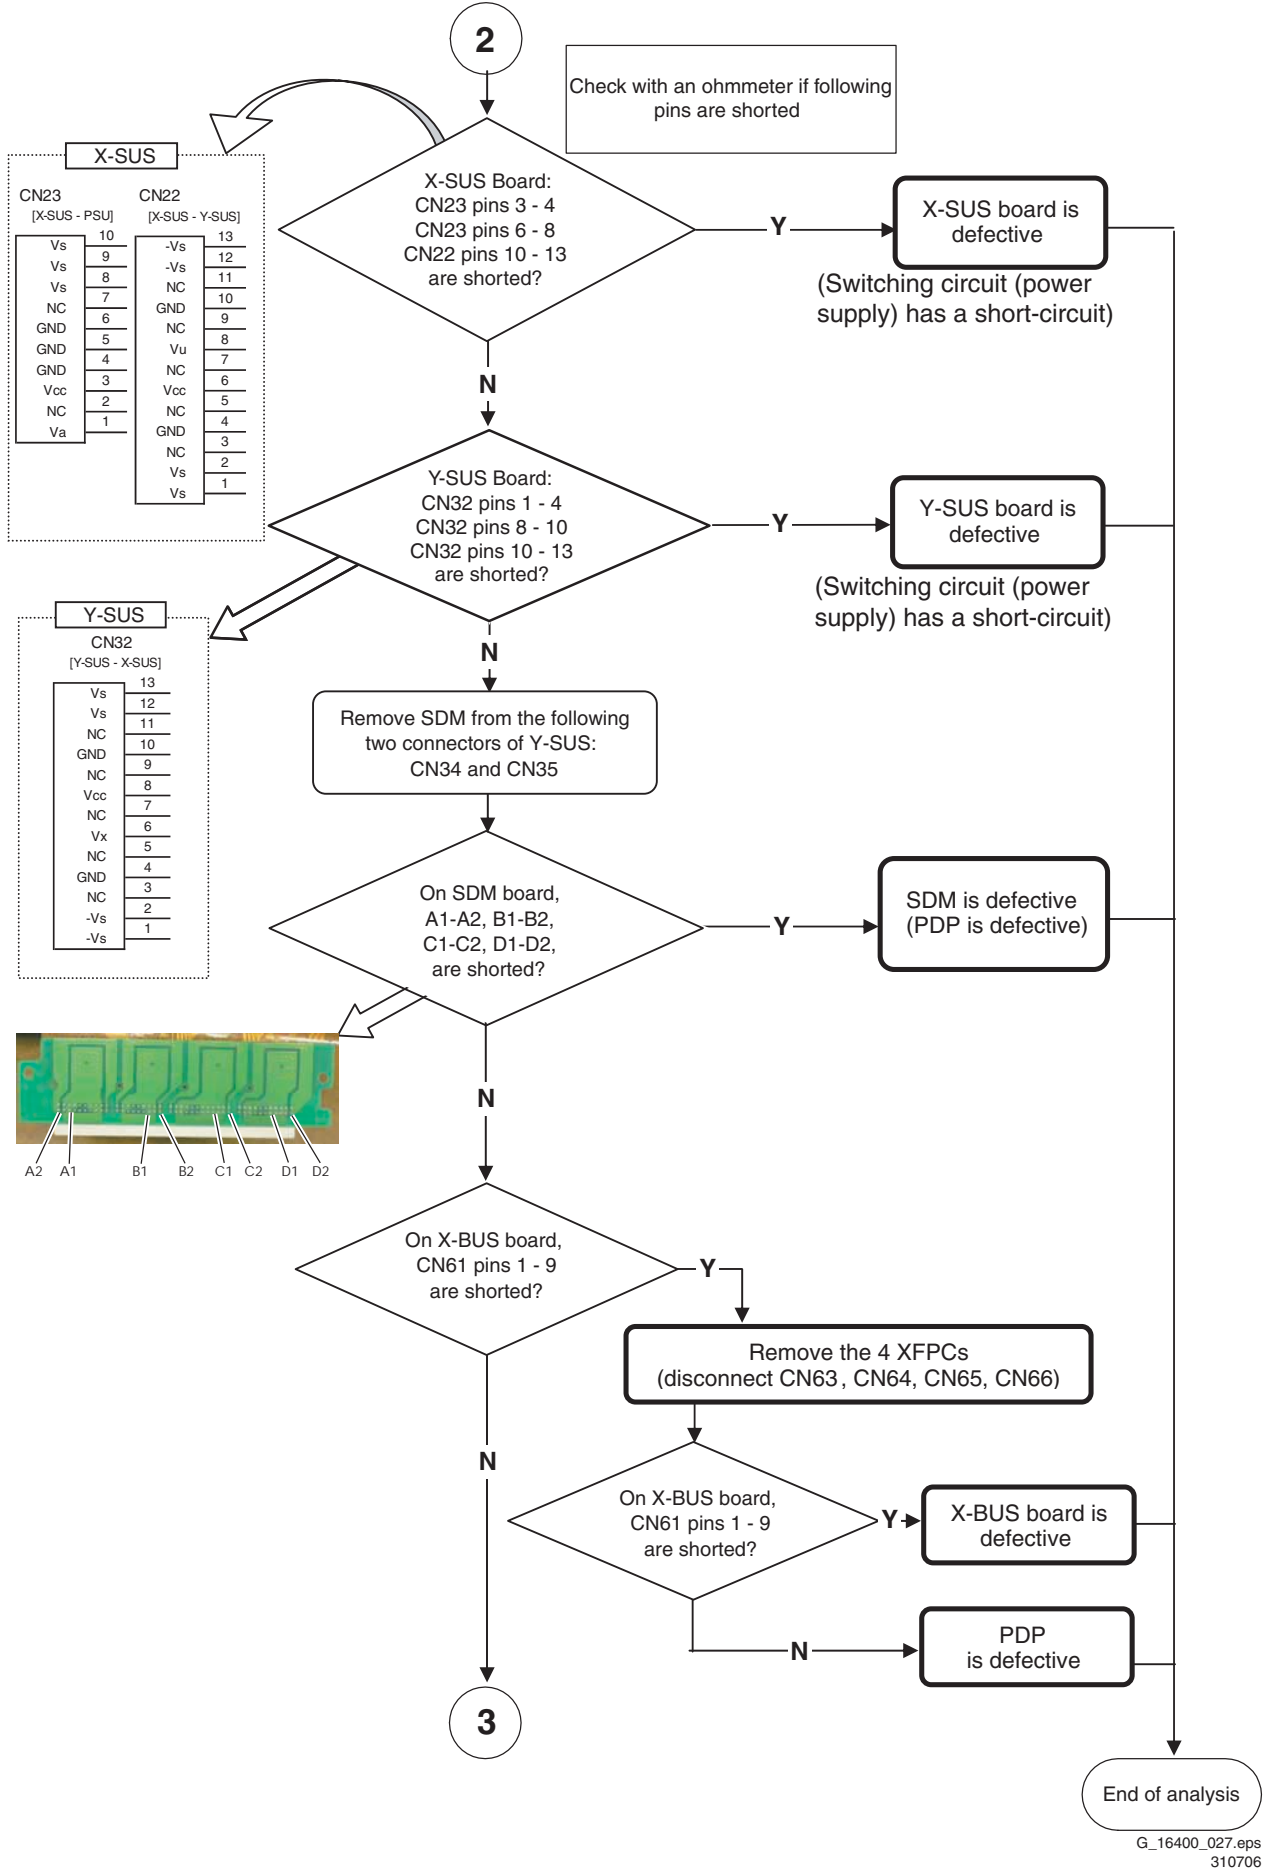 2
Check with an ohmmeter if following
pins are shorted
X-SUS
CN23
[X-SUS - PSU]
Vs 10
Vs 9
Vs 8
NC 7
GND 6
GND 5
GND 4
Vcc 3
NC 2
Va 1
CN22
[X-SUS - Y-SUS]
-Vs 13
-Vs 12
NC 11
GND 10
NC 9
Vu 8
NC 7
Vcc 6
NC 5
GND 4
NC 3
Vs 2
Vs 1
X-SUS Board:
CN23 pins 3 - 4
CN23 pins 6 - 8
CN22 pins 10 - 13
are shorted?
Y
X-SUS board is
defective
(Switching circuit (power
supply) has a short-circuit)
N
Y-SUS Board:
CN32 pins 1 - 4
CN32 pins 8 - 10
CN32 pins 10 - 13
are shorted?
Y
Y-SUS board is
defective
(Switching circuit (power
supply) has a short-circuit)
Y-SUS
CN32
[Y-SUS - X-SUS]
Vs 13
Vs 12
NC 11
GND 10
NC 9
Vcc 8
NC 7
Vx 6
NC 5
GND 4
NC 3
-Vs 2
-Vs 1
N
Remove SDM from the following
two connectors of Y-SUS:
CN34 and CN35
On SDM board,
A1-A2, B1-B2,
C1-C2, D1-D2,
are shorted?
Y
SDM is defective
(PDP is defective)
A2 A1 B1 B2 C1 C2 D1 D2
N
On X-BUS board,
CN61 pins 1 - 9
are shorted?
Y
Remove the 4 XFPCs
(disconnect CN63, CN64, CN65, CN66)
N
On X-BUS board,
CN61 pins 1 - 9
are shorted?
Y
X-BUS board is
defective
N
PDP
is defective
3
End of analysis
G_16400_027.eps
310706